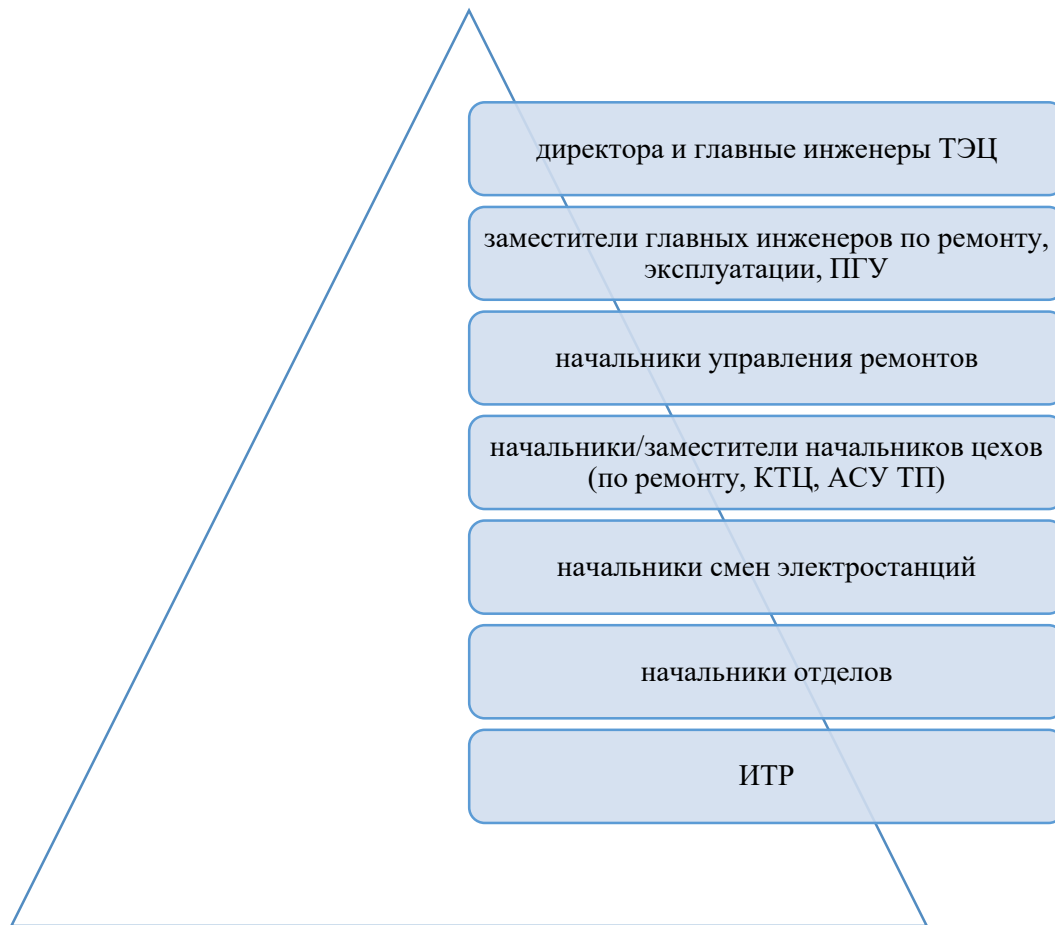 директора и главные инженеры ТЭЦ
заместители главных инженеров по ремонту,
эксплуатации, ПГУ
начальники управления ремонтов
начальники/заместители начальников цехов
(по ремонту, КТЦ, АСУ ТП)
начальники смен электростанций
начальники отделов
ИТР